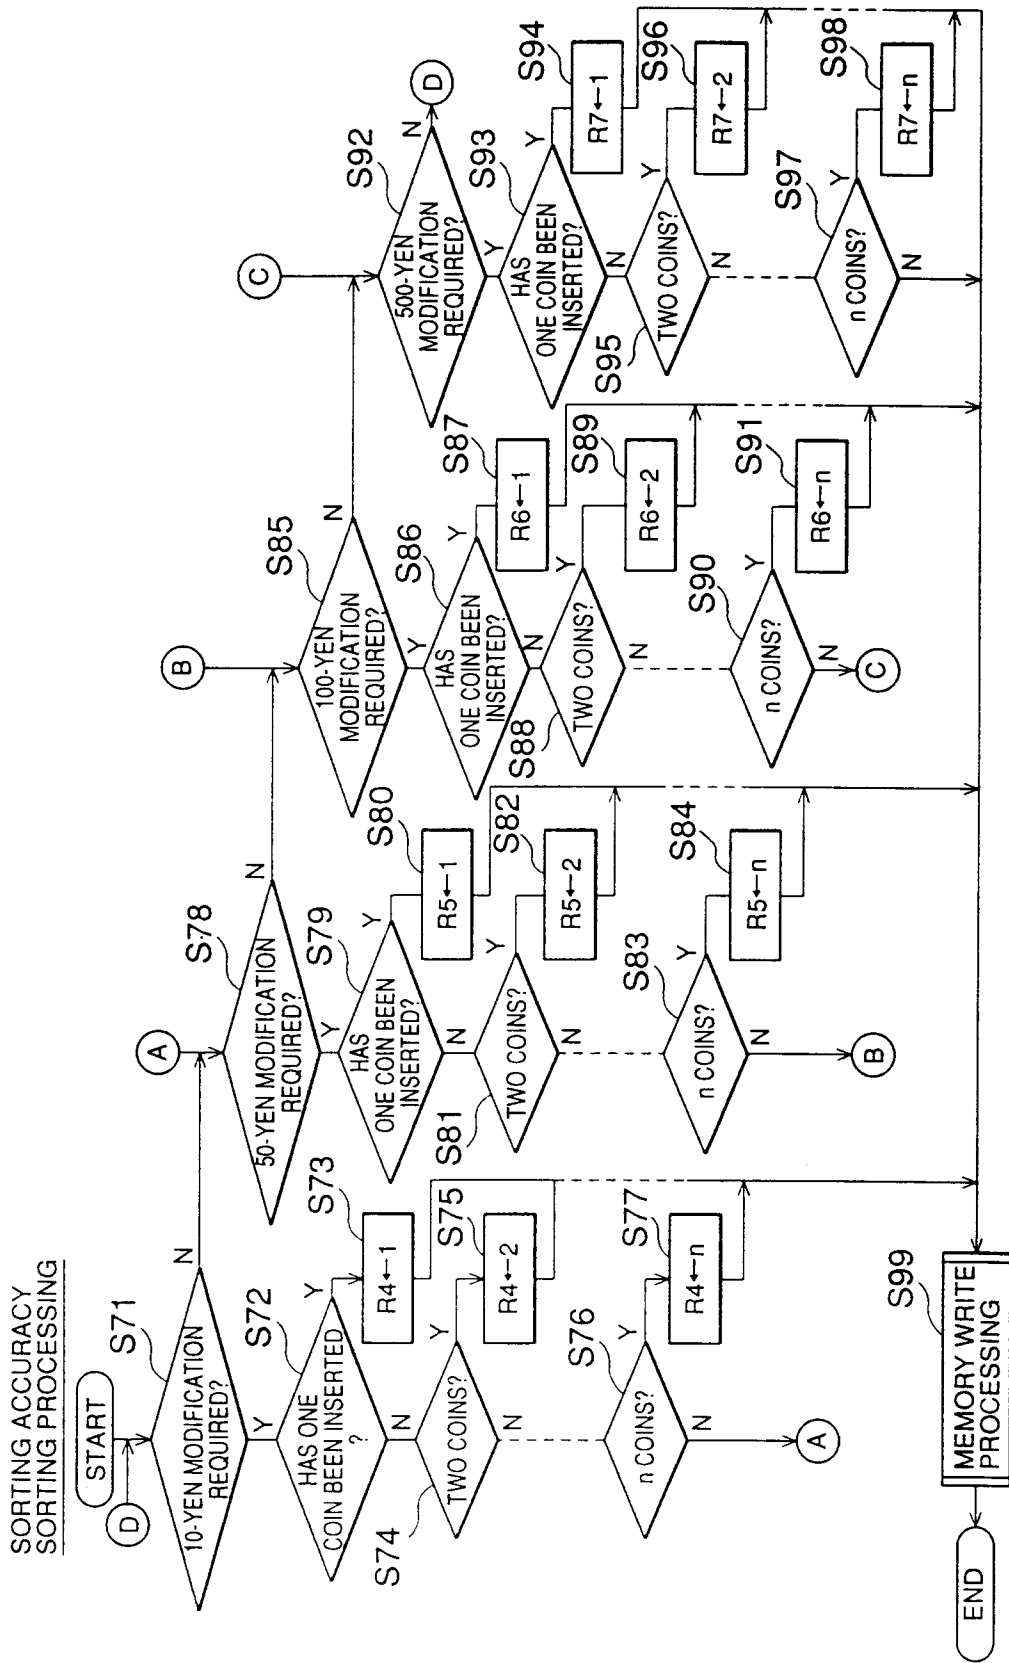 SORTING ACCURACY
SORTING PROCESSING
START
D
S71
10-YEN MODIFICATION
REQUIRED?
N
Y
S72
HAS ONE
COIN BEEN INSERTED
?
Y
N
S73
R4←1
S74
TWO COINS?
Y
N
S75
R4←2
S76
n COINS?
Y
N
S77
R4←n
A
A
S78
50-YEN MODIFICATION
REQUIRED?
N
Y
S79
HAS
ONE COIN BEEN
INSERTED?
Y
N
S80
R5←1
S81
TWO COINS?
Y
N
S82
R5←2
S83
n COINS?
Y
N
S84
R5←n
B
B
S85
100-YEN
MODIFICATION
REQUIRED?
N
Y
S86
HAS
ONE COIN BEEN
INSERTED?
Y
N
S87
R6←1
S88
TWO COINS?
Y
N
S89
R6←2
S90
n COINS?
Y
N
S91
R6←n
C
C
S92
500-YEN
MODIFICATION
REQUIRED?
N
D
Y
S93
HAS
ONE COIN BEEN
INSERTED?
Y
N
S94
R7←1
S95
TWO COINS?
Y
N
S96
R7←2
S97
n COINS?
Y
N
S98
R7←n
S99
MEMORY WRITE
PROCESSING
END